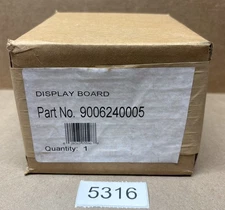 DISPLAY BOARD
Part No. 9006240005
Quantity: 1
5316